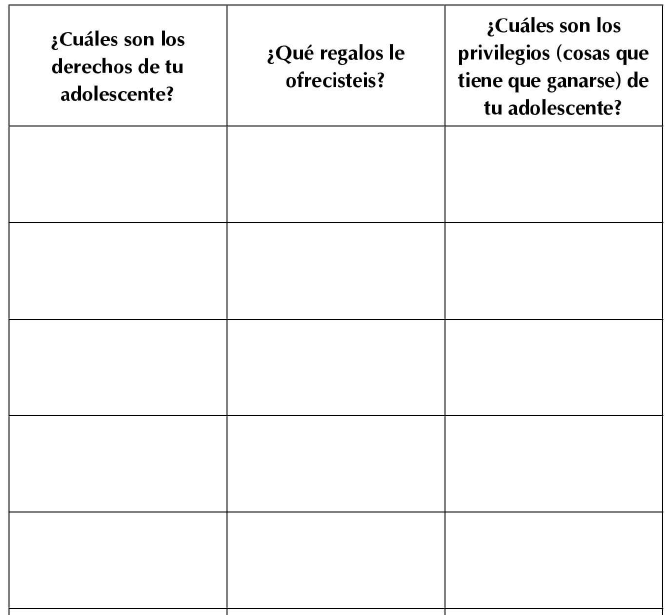 ¿Cuáles son los
derechos de tu
adolescente?
¿Qué regalos le
ofrecisteis?
¿Cuáles son los
privilegios (cosas que
tiene que ganarse) de
tu adolescente?